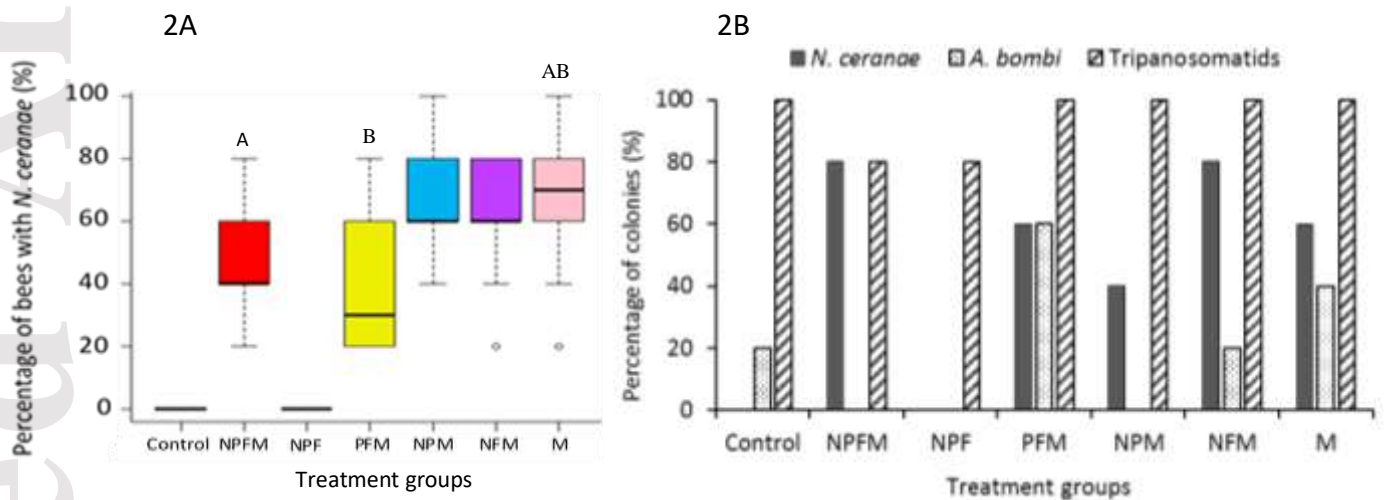 2A
Percentage of bees with N. ceranae (%)
100
80
60
40
20
0
A
B
AB
Control NPFM NPF PFM NPM NFM M
Treatment groups
2B
N. ceranae A. bombi Tripanosomatids
Percentage of colonies (%)
100
80
60
40
20
0
Control NPFM NPF PFM NPM NFM M
Treatment groups